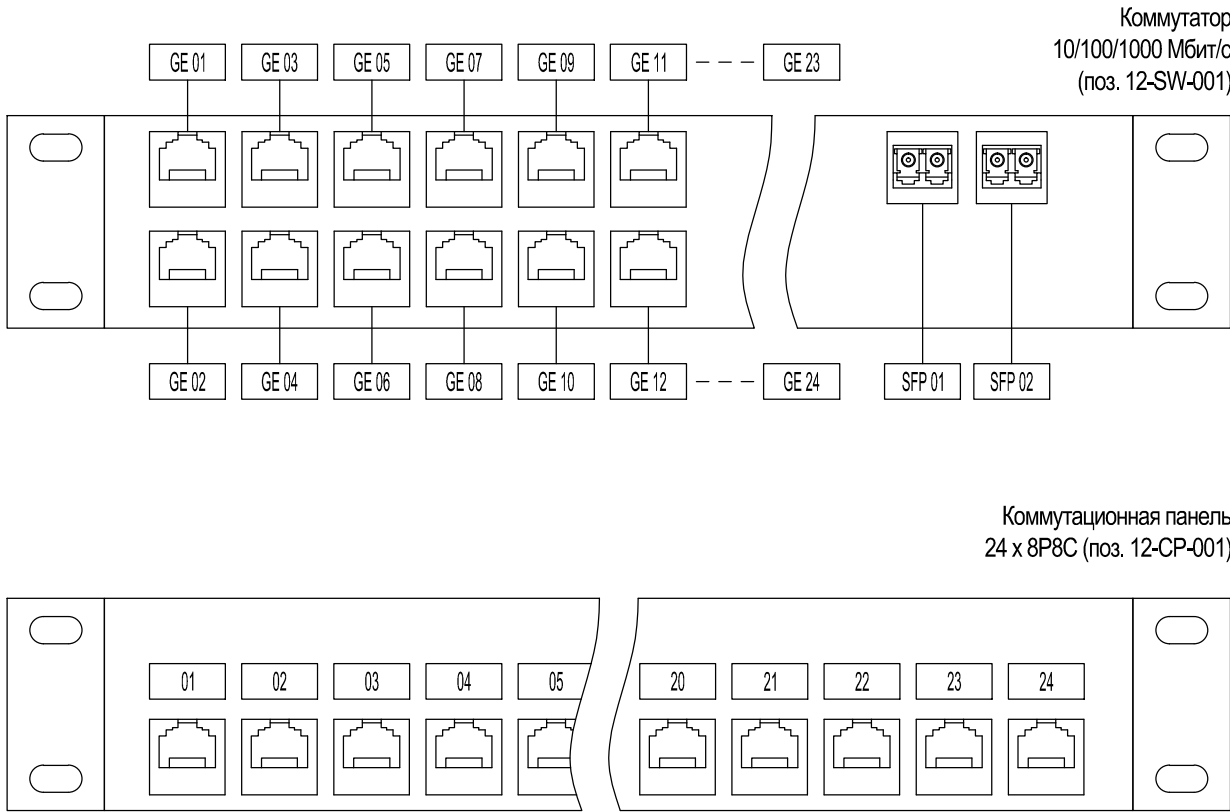 Коммутатор
10/100/1000 Мбит/с
(поз. 12-SW-001)
GE 01 GE 03 GE 05 GE 07 GE 09 GE 11 GE 23
GE 02 GE 04 GE 06 GE 08 GE 10 GE 12 GE 24 SFP 01 SFP 02
Коммутационная панель
24 x 8P8C (поз. 12-CP-001)
01 02 03 04 05 20 21 22 23 24